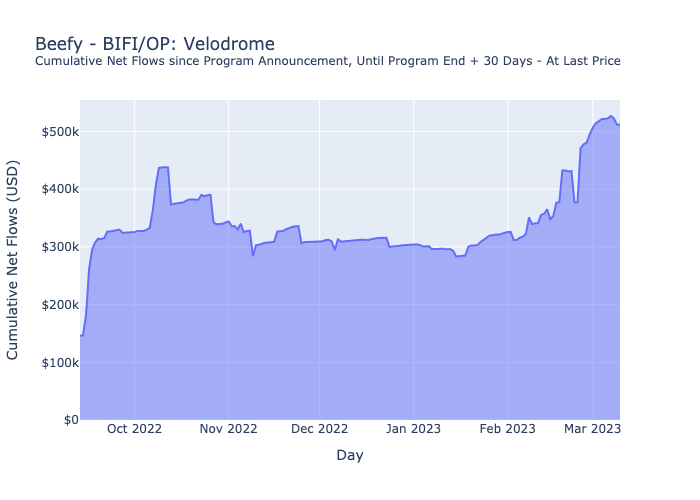 Beefy - BIFI/OP: Velodrome
Cumulative Net Flows since Program Announcement, Until Program End + 30 Days - At Last Price
Cumulative Net Flows (USD)
$500k
$400k
$300k
$200k
$100k
$0
Oct 2022 Nov 2022 Dec 2022 Jan 2023 Feb 2023 Mar 2023
Day